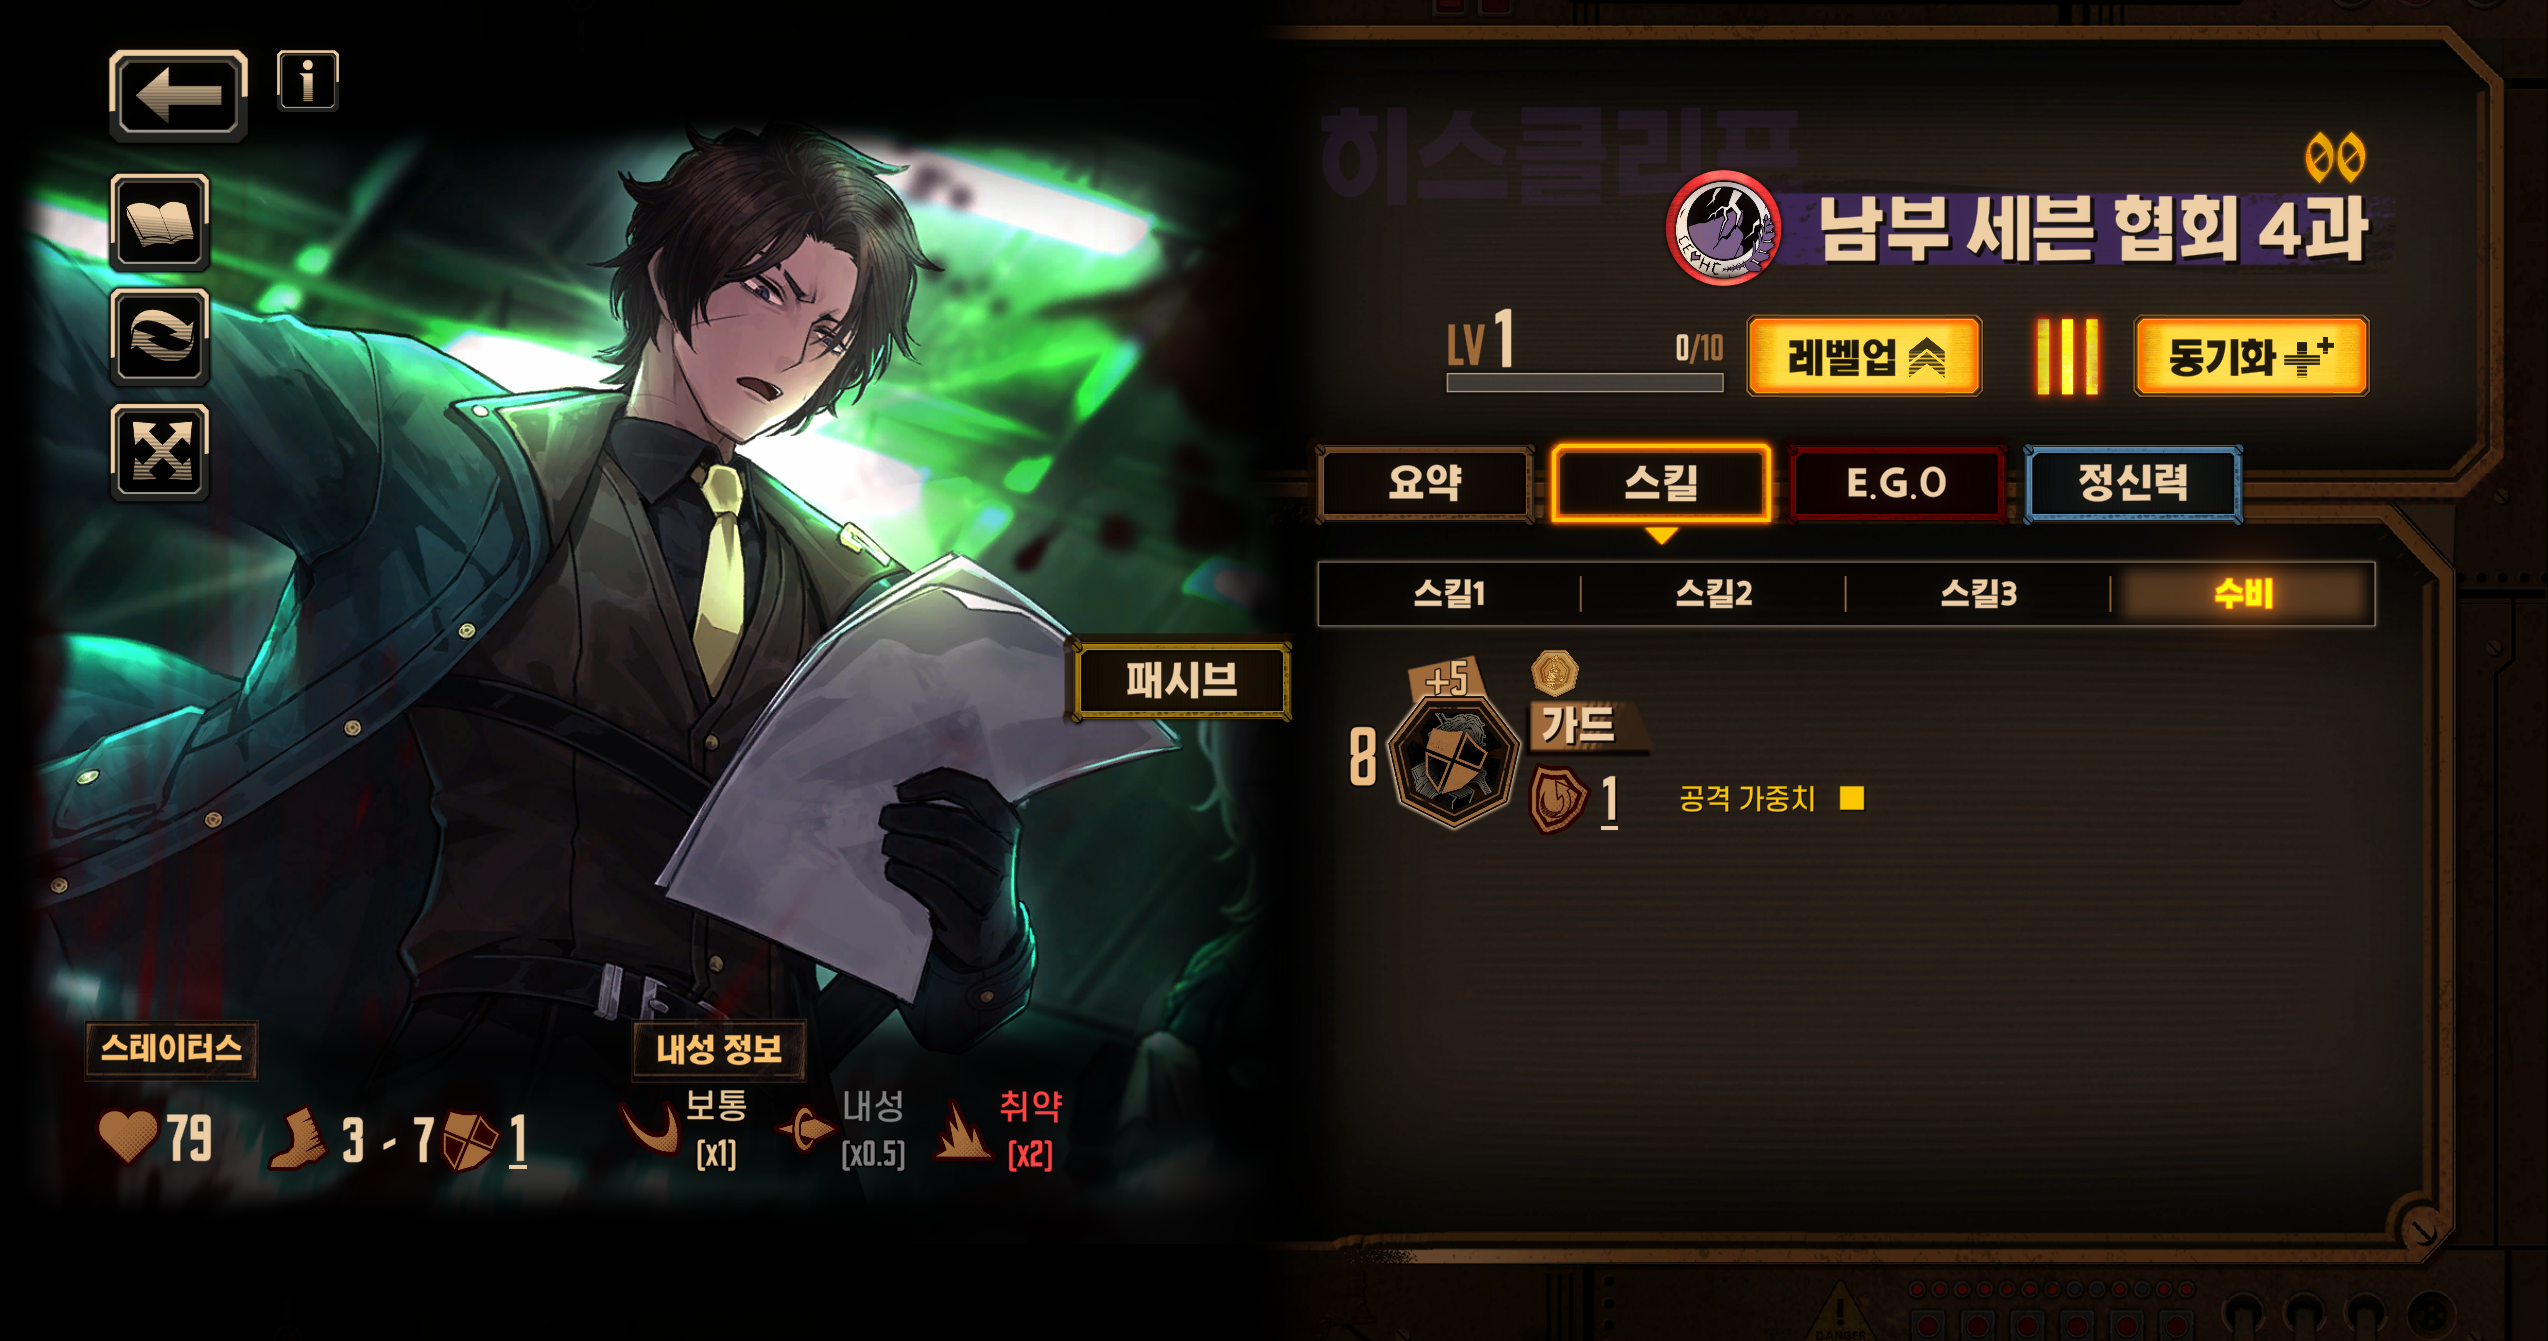 히스클리프
남부 세븐 협회 4과
LV 1
0/10
레벨업
동기화
요약
스킬
E.G.O
정신력
스킬1
스킬2
스킬3
수비
패시브
+5
8
가드
1
공격 가중치
스테이터스
79
3 - 7
1
내성 정보
보통
[x1]
내성
[x0.5]
취약
[x2]
DANGER